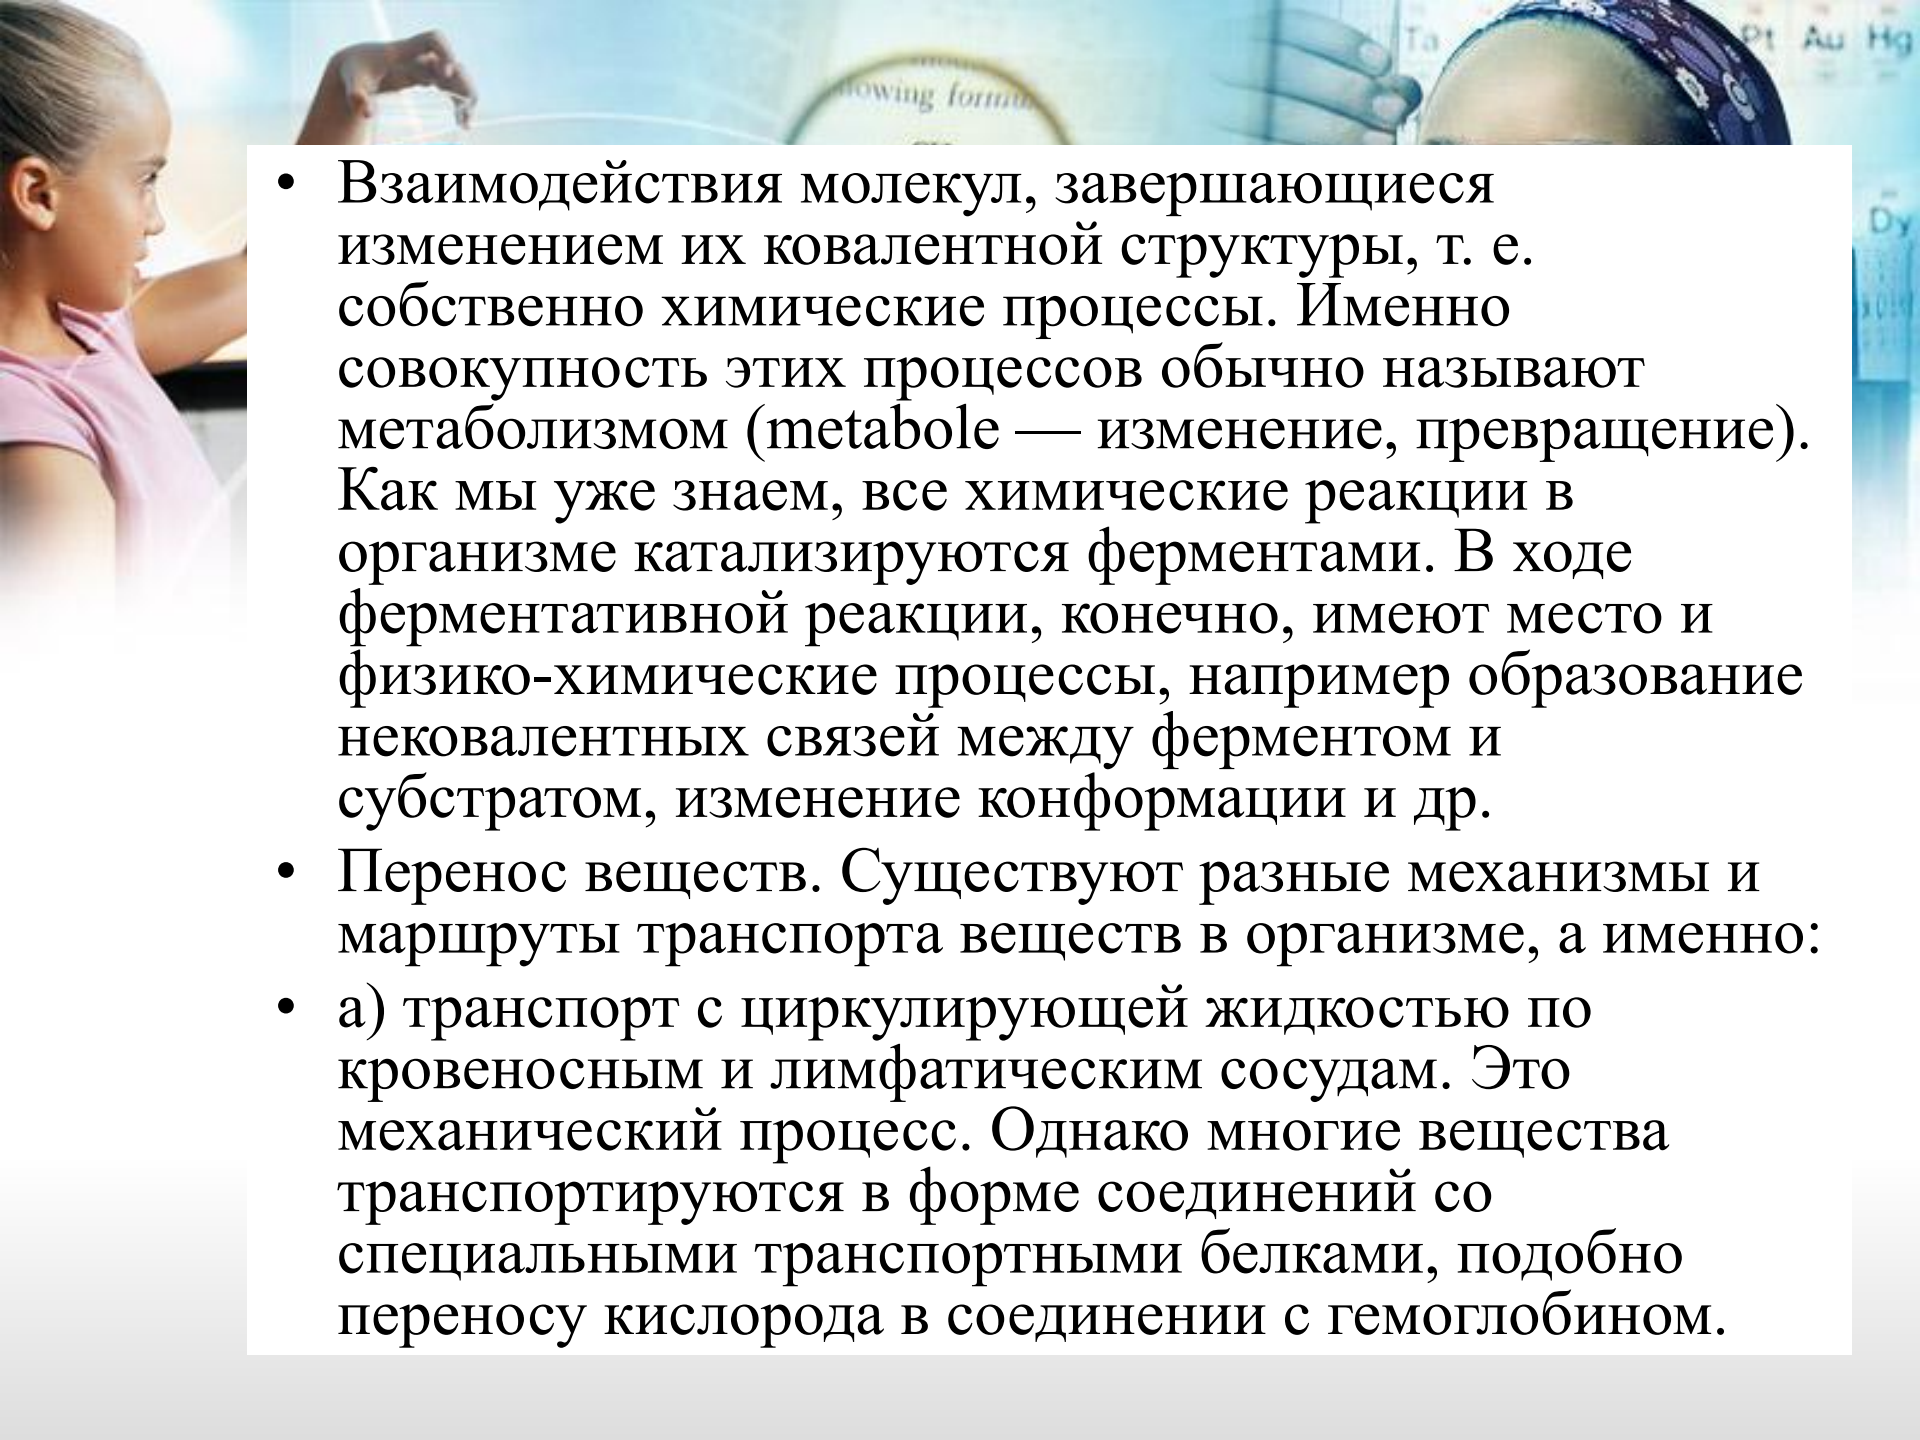 Ta
Pt Au Hg
lowing formu
Dy
• Взаимодействия молекул, завершающиеся
изменением их ковалентной структуры, т. е.
собственно химические процессы. Именно
совокупность этих процессов обычно называют
метаболизмом (metabole — изменение, превращение).
Как мы уже знаем, все химические реакции в
организме катализируются ферментами. В ходе
ферментативной реакции, конечно, имеют место и
физико-химические процессы, например образование
нековалентных связей между ферментом и
субстратом, изменение конформации и др.
• Перенос веществ. Существуют разные механизмы и
маршруты транспорта веществ в организме, а именно:
• а) транспорт с циркулирующей жидкостью по
кровеносным и лимфатическим сосудам. Это
механический процесс. Однако многие вещества
транспортируются в форме соединений со
специальными транспортными белками, подобно
переносу кислорода в соединении с гемоглобином.